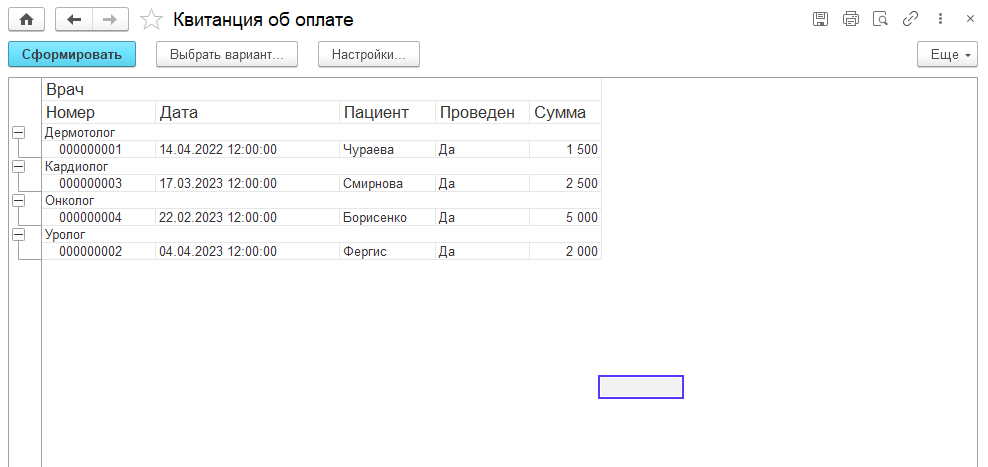 Квитанция об оплате
Сформировать Выбрать вариант... Настройки... Еще
Врач
Номер Дата Пациент Проведен Сумма
Дермотолог
000000001 14.04.2022 12:00:00 Чураева Да 1 500
Кардиолог
000000003 17.03.2023 12:00:00 Смирнова Да 2 500
Онколог
000000004 22.02.2023 12:00:00 Борисенко Да 5 000
Уролог
000000002 04.04.2023 12:00:00 Фергис Да 2 000